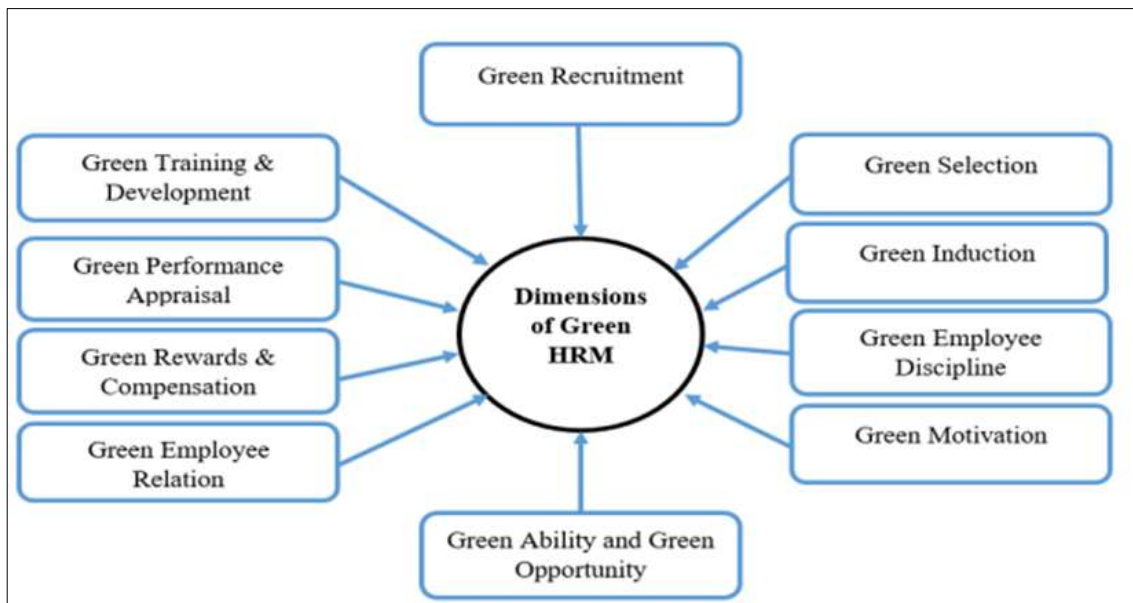 Green Recruitment
Green Training &
Development
Green Selection
Green Performance
Appraisal
Green Induction
Dimensions
of Green
HRM
Green Rewards &
Compensation
Green Employee
Discipline
Green Employee
Relation
Green Motivation
Green Ability and Green
Opportunity